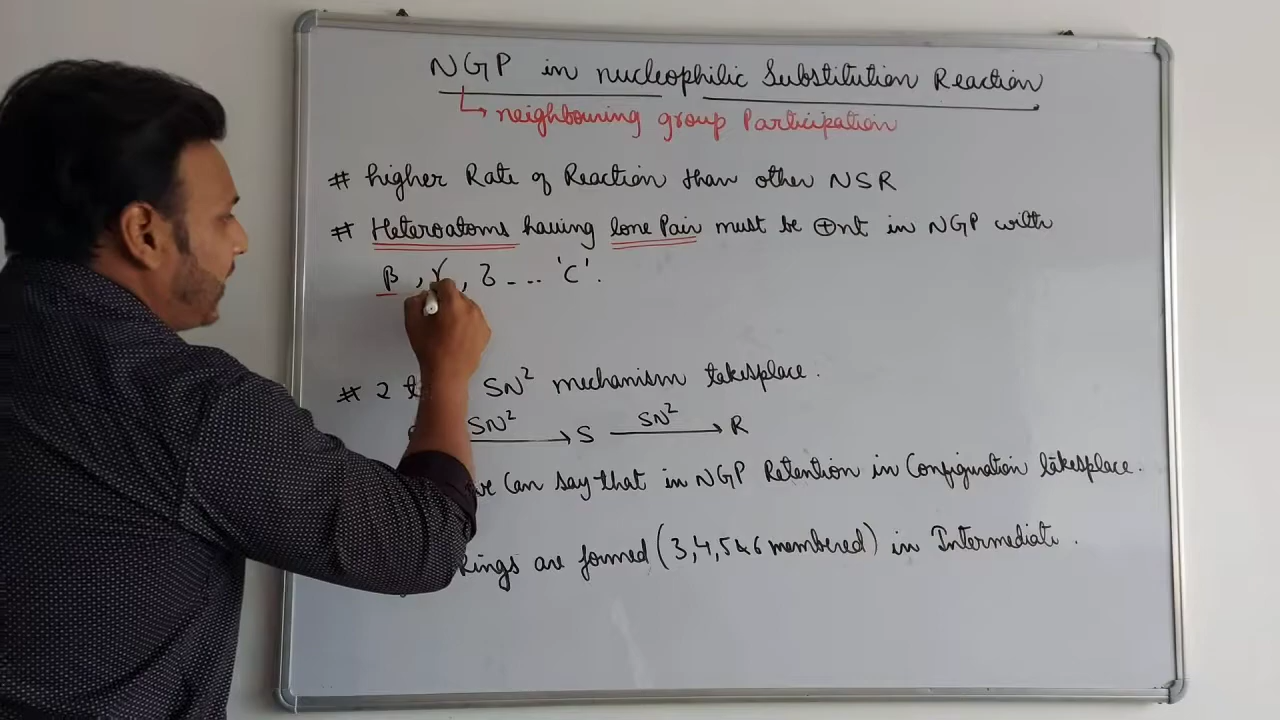 NGP in nucleophilic Substitution Reaction
↳ neighbouring group Participation
# higher Rate of Reaction than other NSR
# Heteroatoms having lone Pair must be ⊕nt in NGP with
β, γ, δ --- 'C'.
# 2 SN² mechanism takesplace.
SN² → S SN² → R
we Can say that in NGP Retention in Configuration takesplace.
Rings are formed (3,4,5 & 6 membered) in Intermediate.